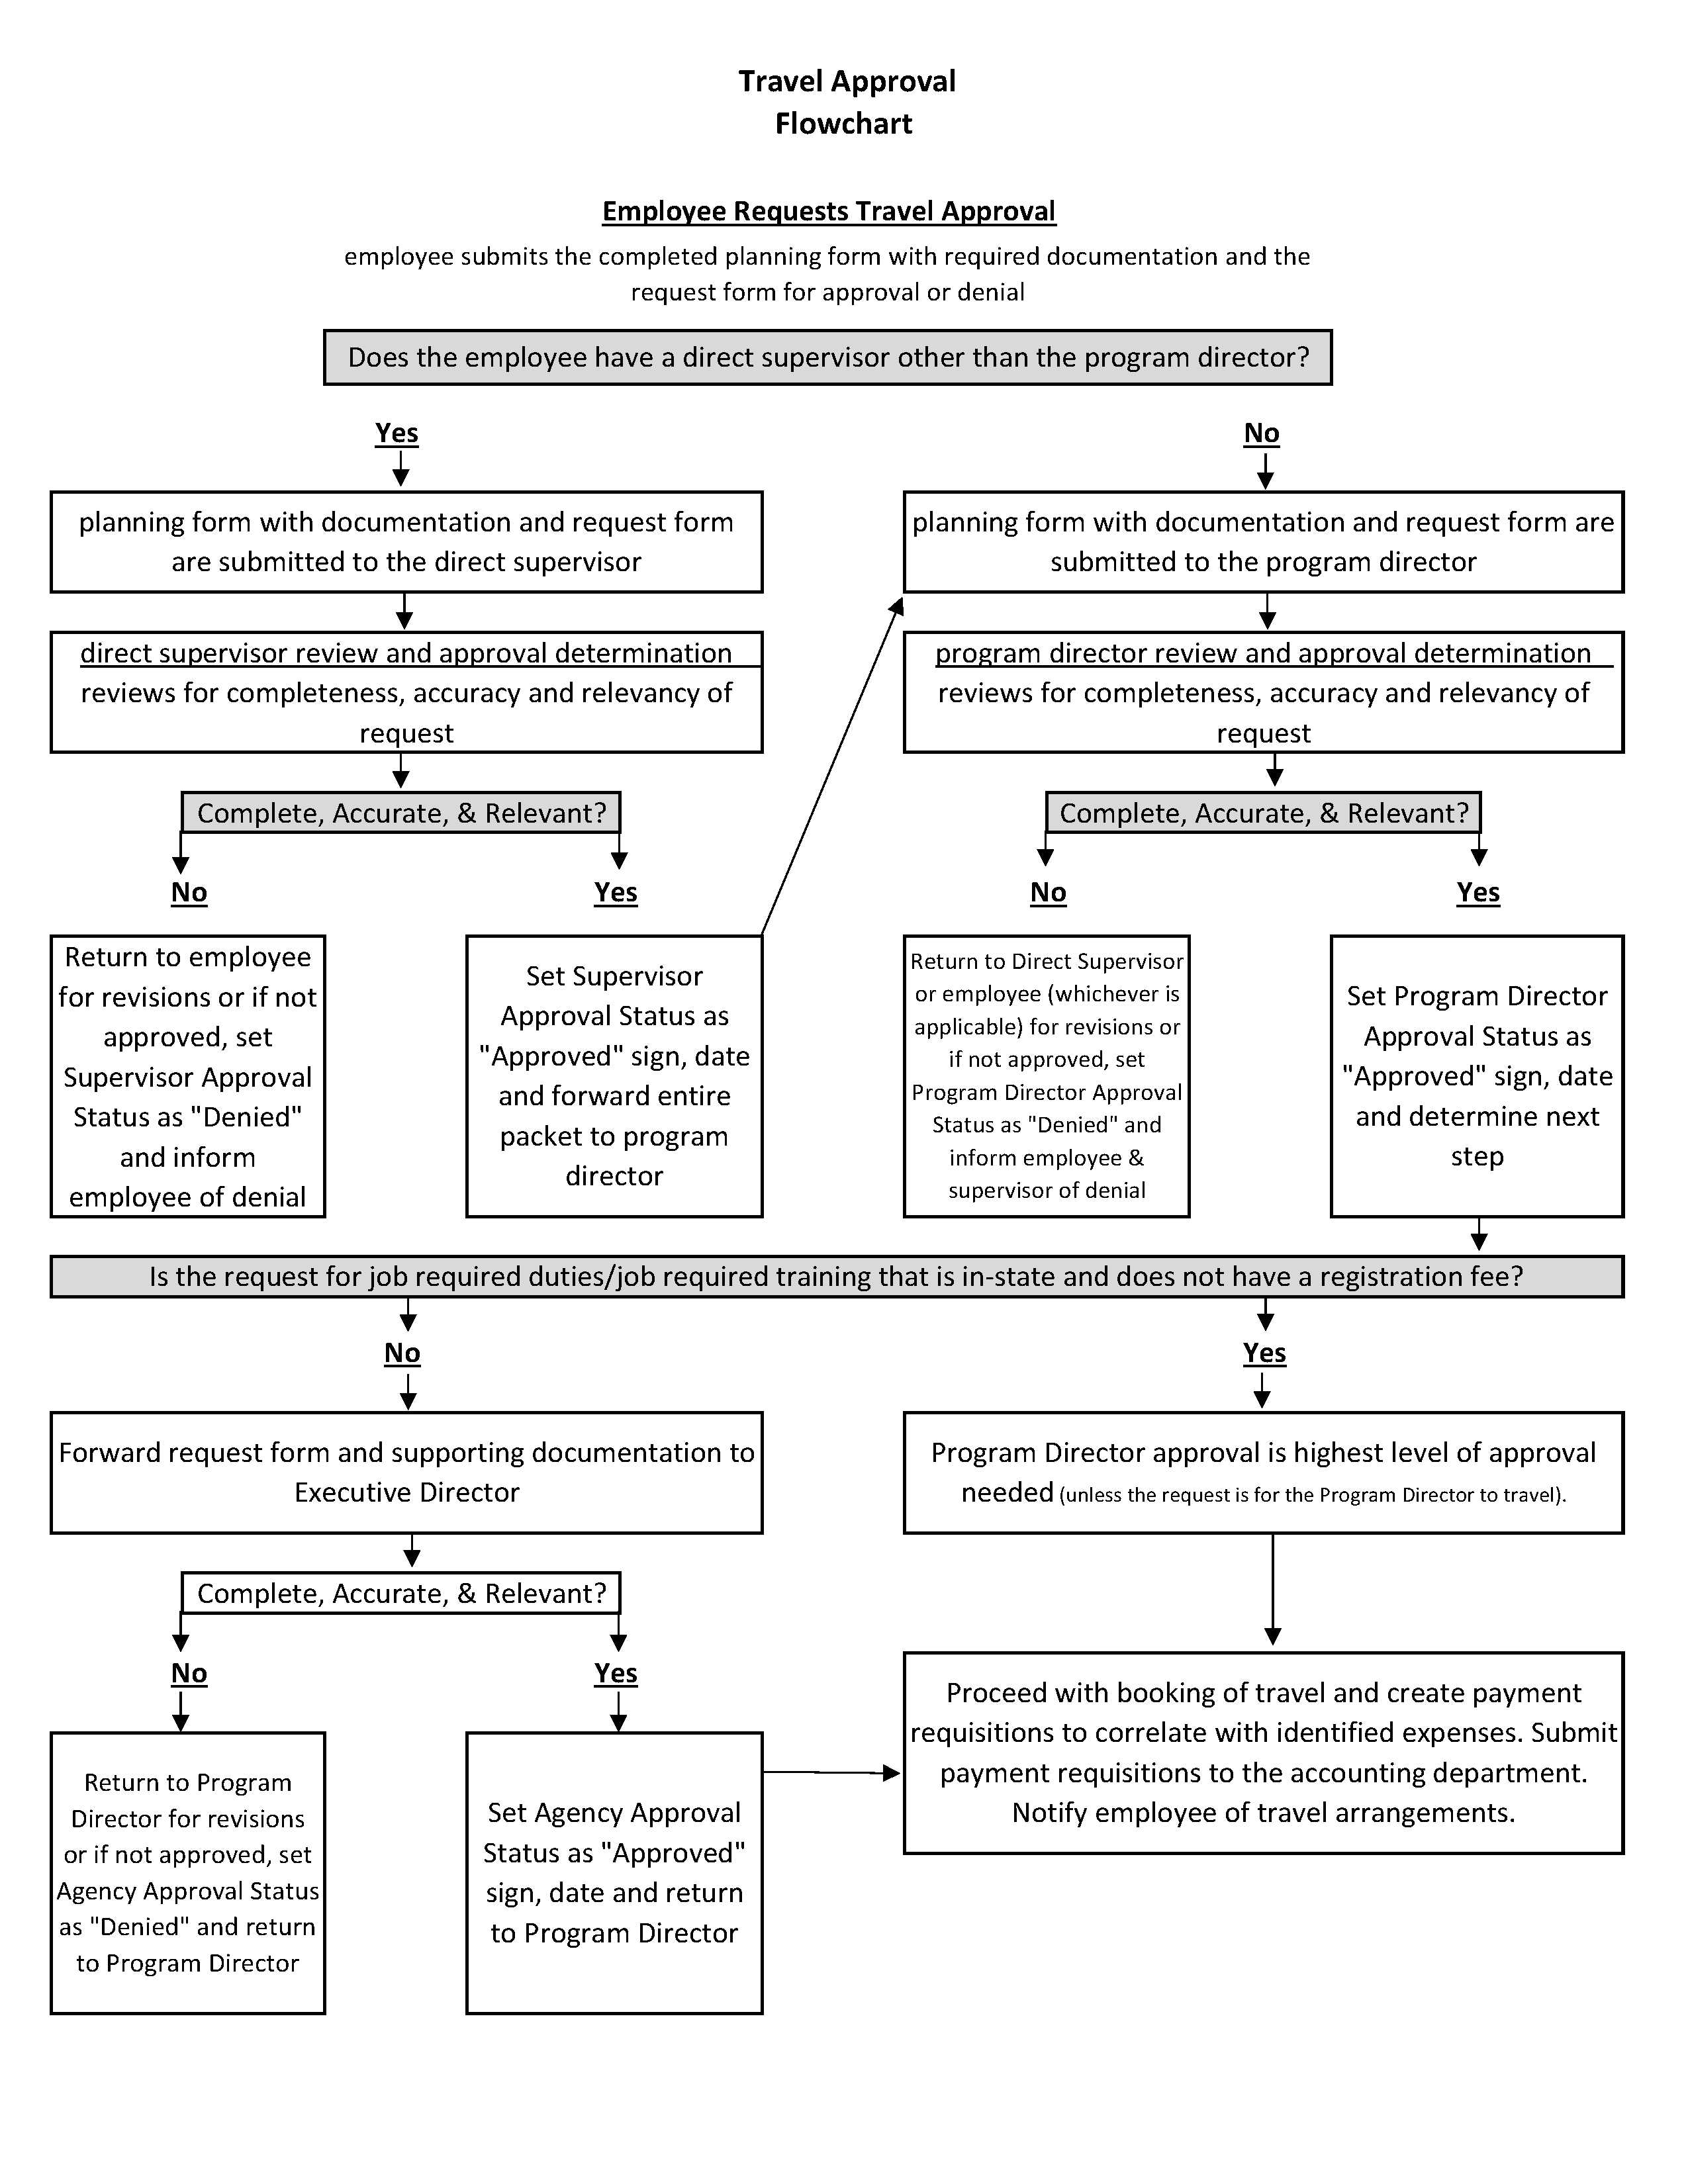 Travel Approval
Flowchart
Employee Requests Travel Approval
employee submits the completed planning form with required documentation and the
request form for approval or denial
Does the employee have a direct supervisor other than the program director?
Yes
No
planning form with documentation and request form
are submitted to the direct supervisor
planning form with documentation and request form are
submitted to the program director
direct supervisor review and approval determination
reviews for completeness, accuracy and relevancy of
request
program director review and approval determination
reviews for completeness, accuracy and relevancy of
request
Complete, Accurate, & Relevant?
Complete, Accurate, & Relevant?
No
Yes
No
Yes
Return to employee
for revisions or if not
approved, set
Supervisor Approval
Status as "Denied"
and inform
employee of denial
Set Supervisor
Approval Status as
"Approved" sign, date
and forward entire
packet to program
director
Return to Direct Supervisor
or employee (whichever is
applicable) for revisions or
if not approved, set
Program Director Approval
Status as "Denied" and
inform employee &
supervisor of denial
Set Program Director
Approval Status as
"Approved" sign, date
and determine next
step
Is the request for job required duties/job required training that is in-state and does not have a registration fee?
No
Yes
Forward request form and supporting documentation to
Executive Director
Program Director approval is highest level of approval
needed (unless the request is for the Program Director to travel).
Complete, Accurate, & Relevant?
No
Yes
Return to Program
Director for revisions
or if not approved, set
Agency Approval Status
as "Denied" and return
to Program Director
Set Agency Approval
Status as "Approved"
sign, date and return
to Program Director
Proceed with booking of travel and create payment
requisitions to correlate with identified expenses. Submit
payment requisitions to the accounting department.
Notify employee of travel arrangements.